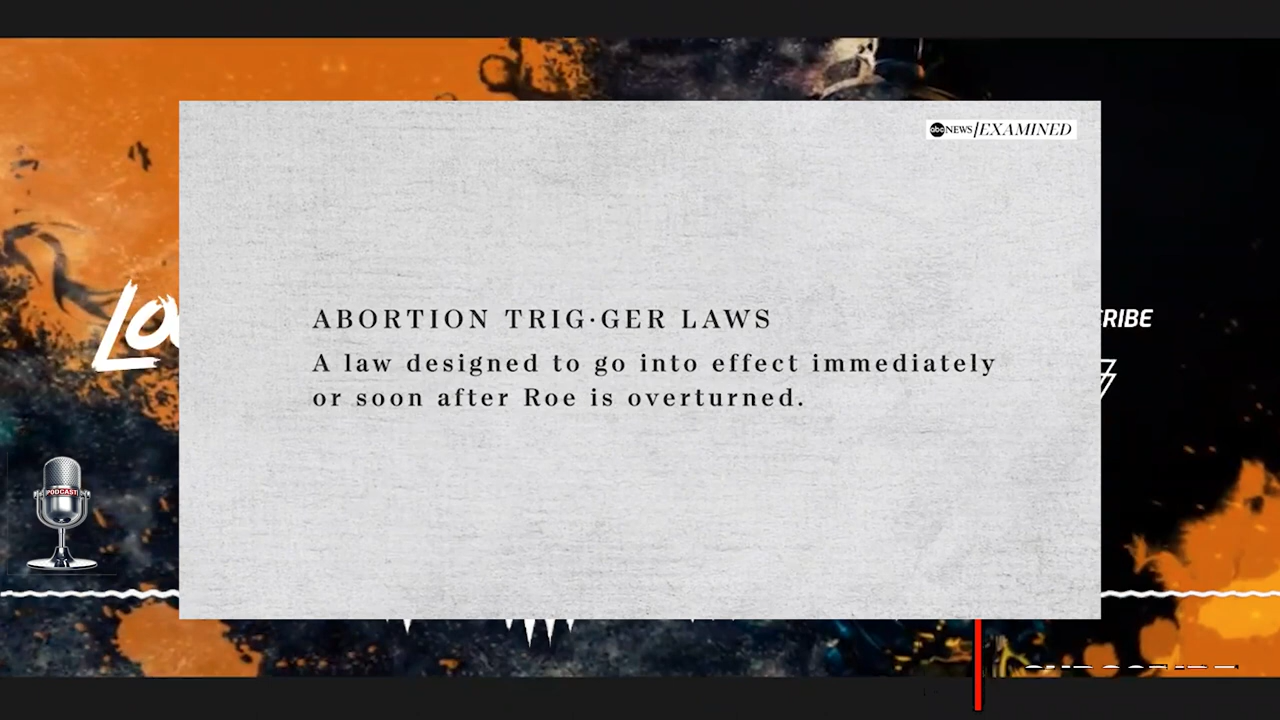 abc NEWS / EXAMINED
ABORTION TRIG·GER LAWS
A law designed to go into effect immediately
or soon after Roe is overturned.
PODCAST